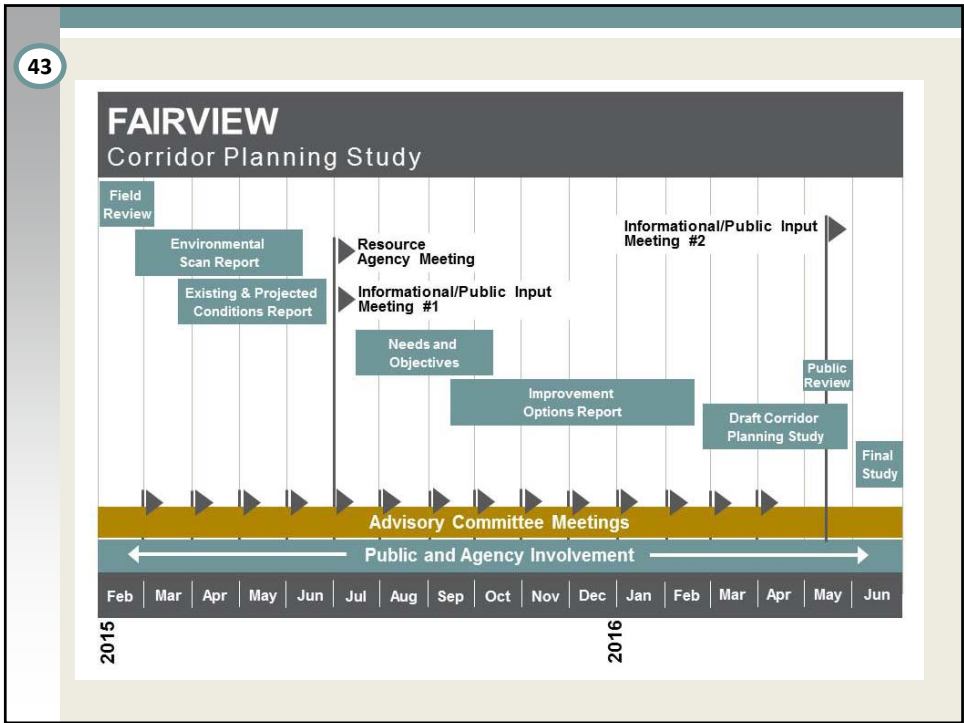 43
FAIRVIEW
Corridor Planning Study
Field
Review
Environmental
Scan Report
Existing & Projected
Conditions Report
Resource
Agency Meeting
Informational/Public Input
Meeting #1
Informational/Public Input
Meeting #2
Needs and
Objectives
Improvement
Options Report
Public
Review
Draft Corridor
Planning Study
Final
Study
Advisory Committee Meetings
Public and Agency Involvement
Feb Mar Apr May Jun Jul Aug Sep Oct Nov Dec Jan Feb Mar Apr May Jun
2015
2016